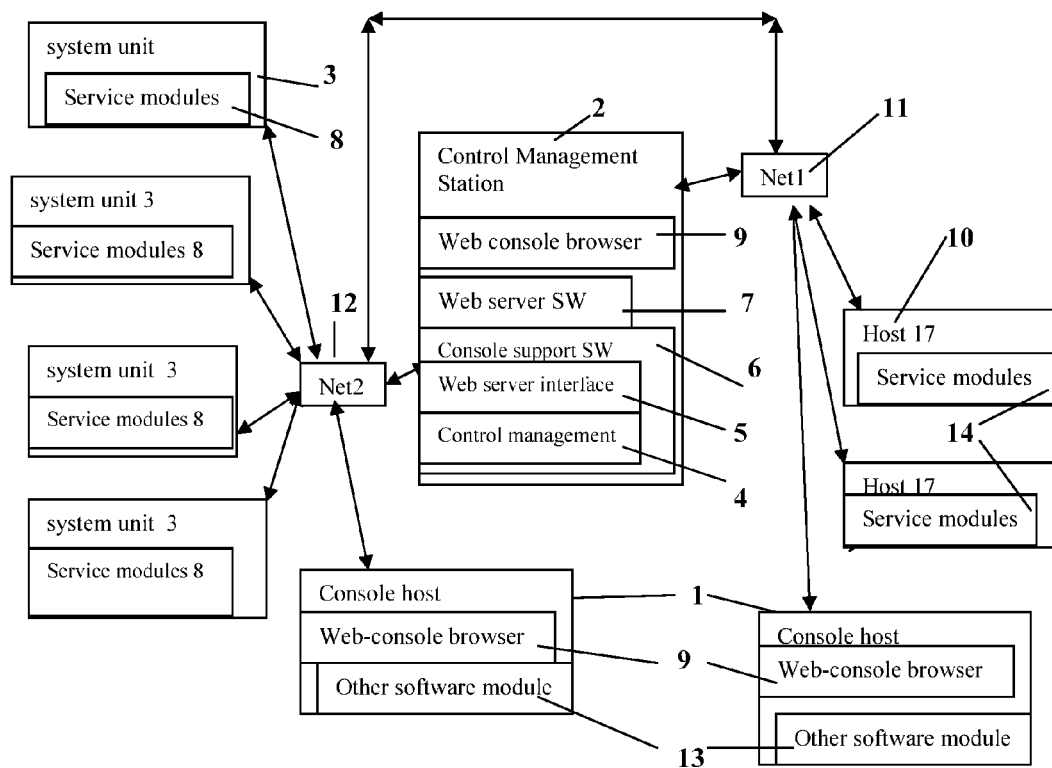 system unit
3
Service modules
8
system unit 3
Service modules 8
system unit 3
Service modules 8
system unit 3
Service modules 8
12
Net2
2
Control Management
Station
Web console browser
9
Web server SW
7
Console support SW
6
Web server interface
5
Control management
4
11
Net1
10
Host 17
Service modules
14
Host 17
Service modules
Console host
1
Web-console browser
9
Other software module
13
Console host
Web-console browser
Other software module